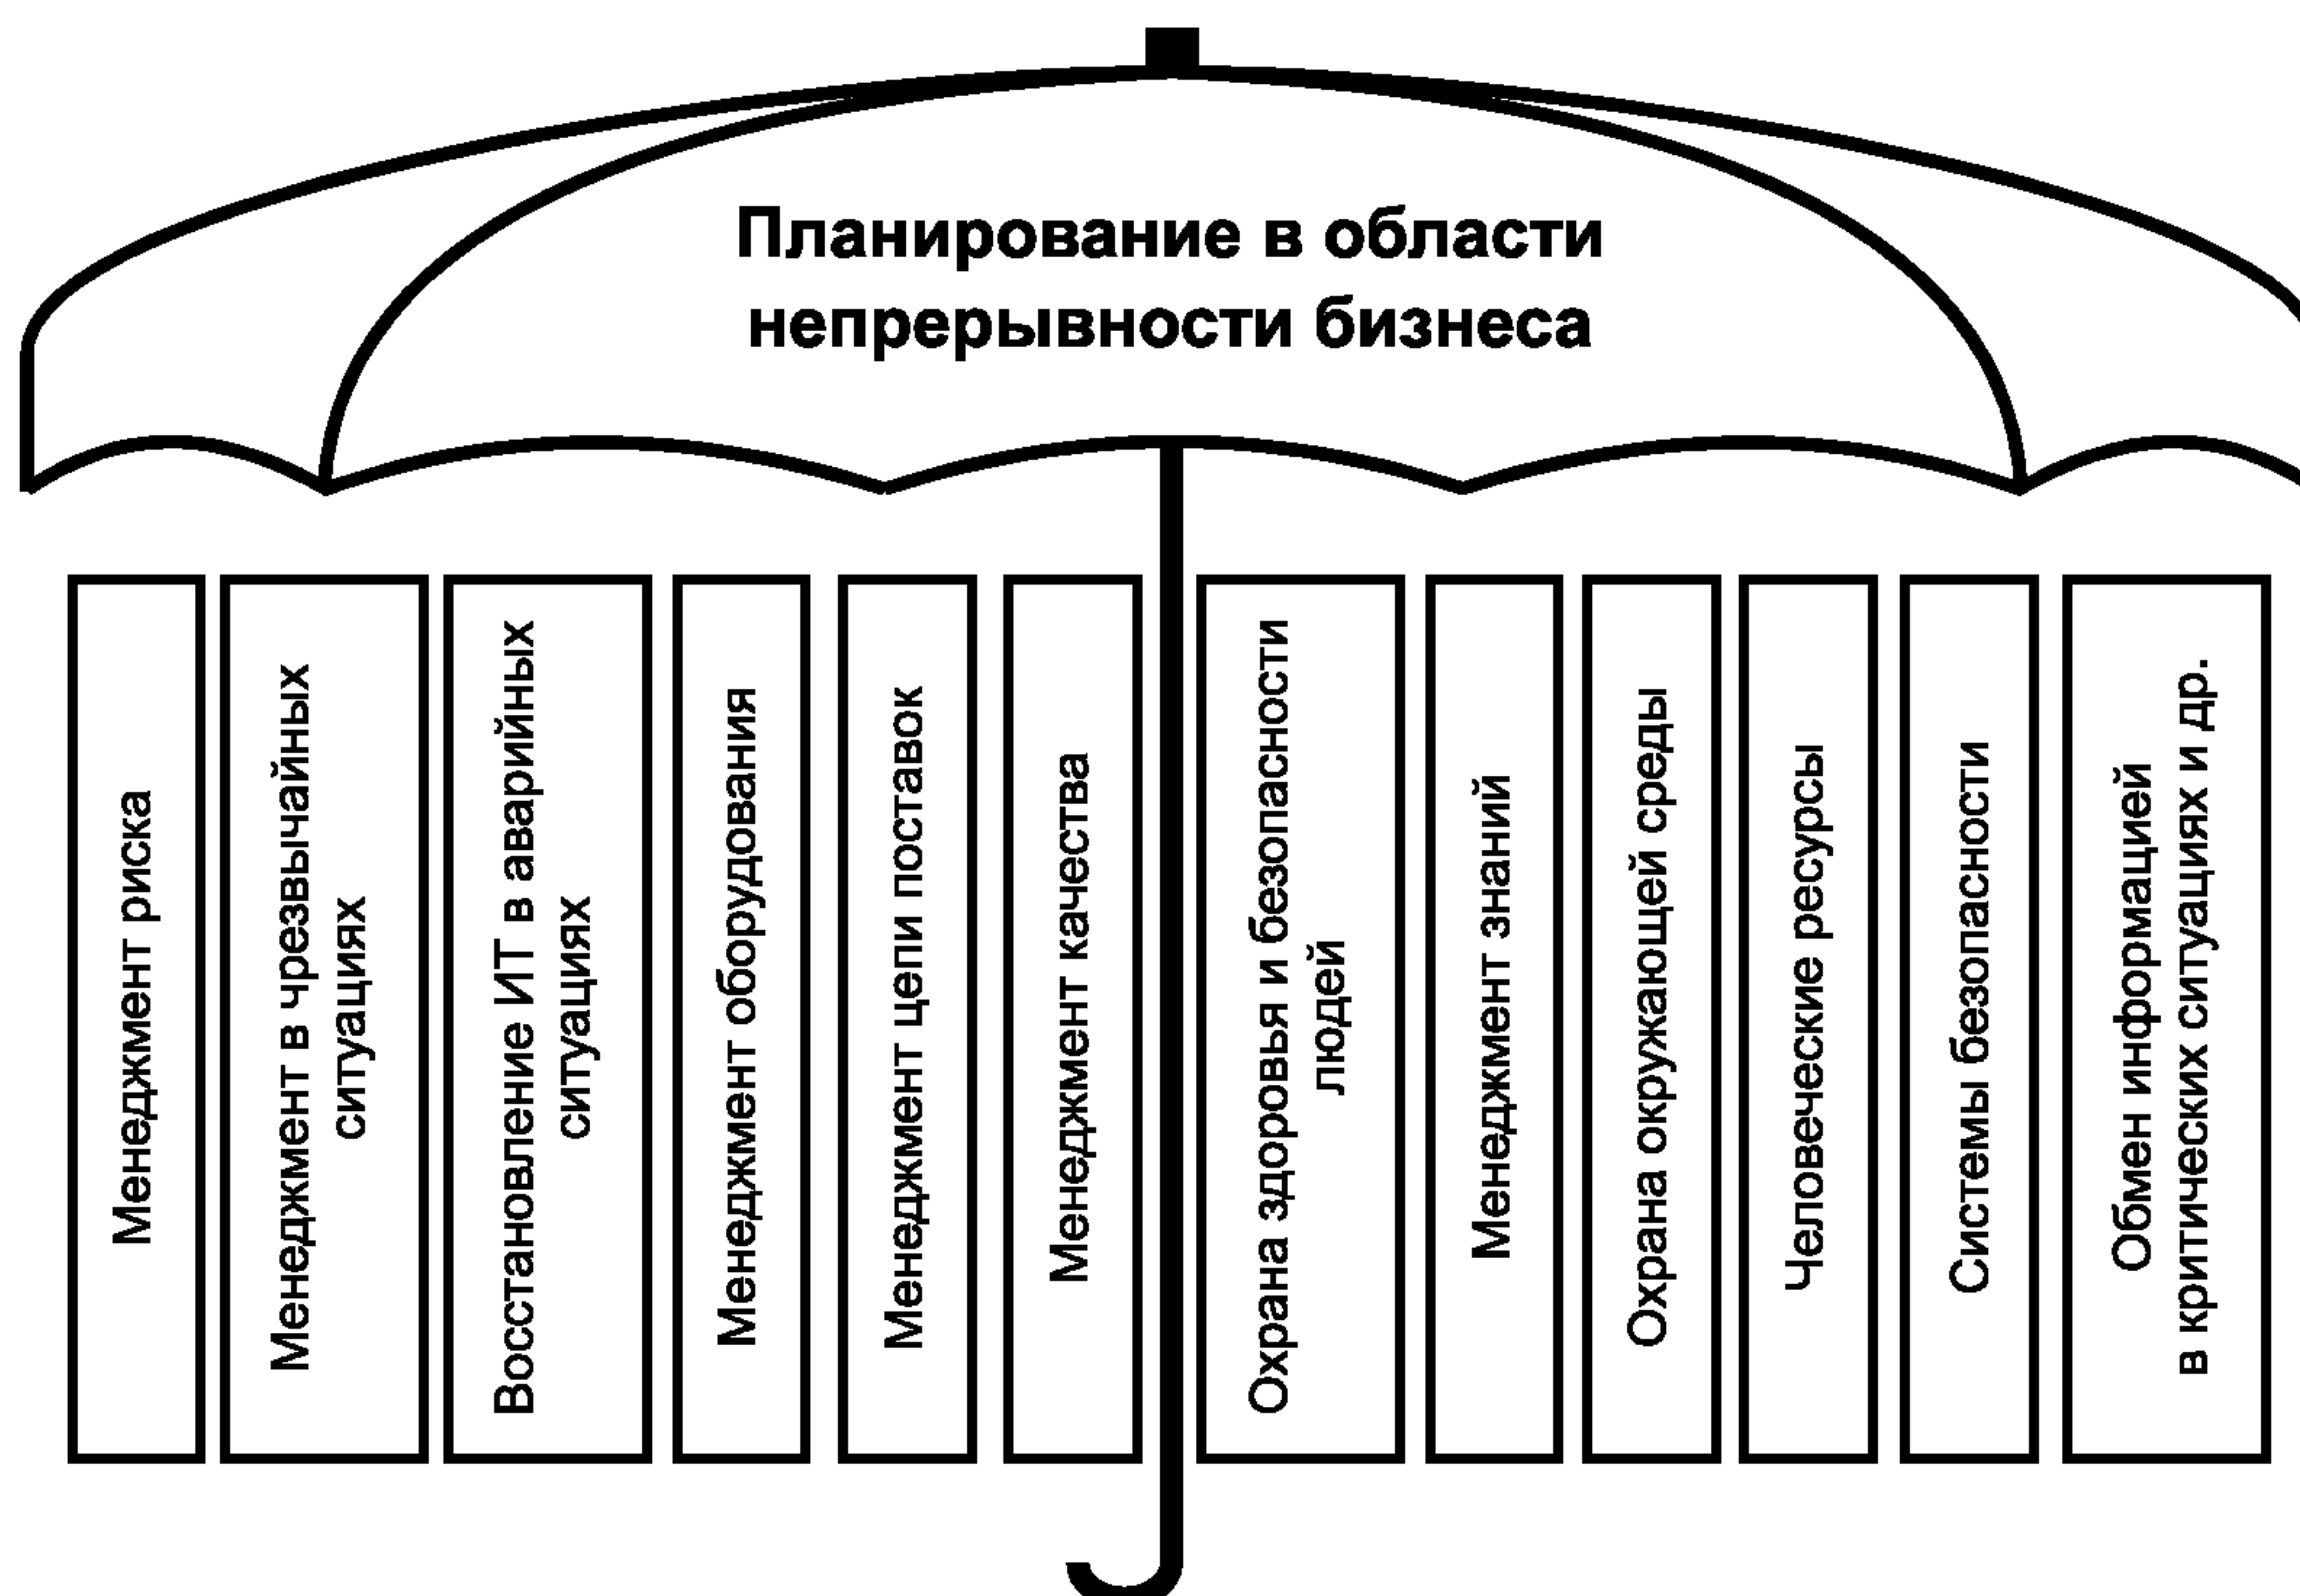 Планирование в области
непрерывности бизнеса
Менеджмент риска
Менеджмент в чрезвычайных
ситуациях
Восстановление ИТ в аварийных
ситуациях
Менеджмент оборудования
Менеджмент цепи поставок
Менеджмент качества
Охрана здоровья и безопасности
людей
Менеджмент знаний
Охрана окружающей среды
Человеческие ресурсы
Системы безопасности
Обмен информацией
в критических ситуациях и др.